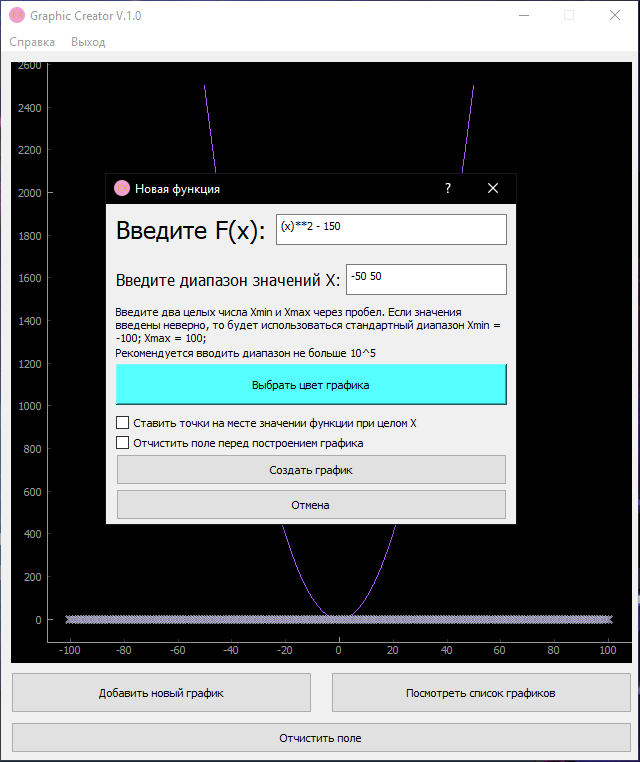 Graphic Creator V.1.0
Справка Выход
2600
2400
2200
2000
1800
1600
1400
1200
1000
800
600
400
200
0
-100 -80 -60 -40 -20 0 20 40 60 80 100
Новая функция ?
Введите F(x): (x)**2 - 150
Введите диапазон значений X: -50 50
Введите два целых числа Xmin и Xmax через пробел. Если значения
введены неверно, то будет использоваться стандартный диапазон Xmin =
-100; Xmax = 100;
Рекомендуется вводить диапазон не больше 10^5
Выбрать цвет графика
Ставить точки на месте значении функции при целом X
Отчистить поле перед построением графика
Создать график
Отмена
Добавить новый график Посмотреть список графиков
Отчистить поле